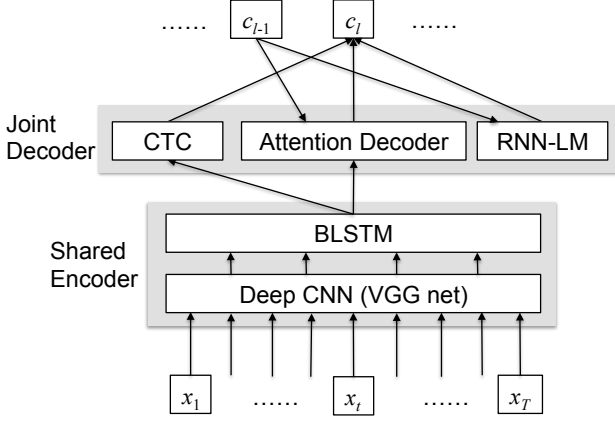 …… c_{l-1} c_l ……
Joint
Decoder
CTC Attention Decoder RNN-LM
Shared
Encoder
BLSTM
Deep CNN (VGG net)
x_1 …… x_t …… x_T